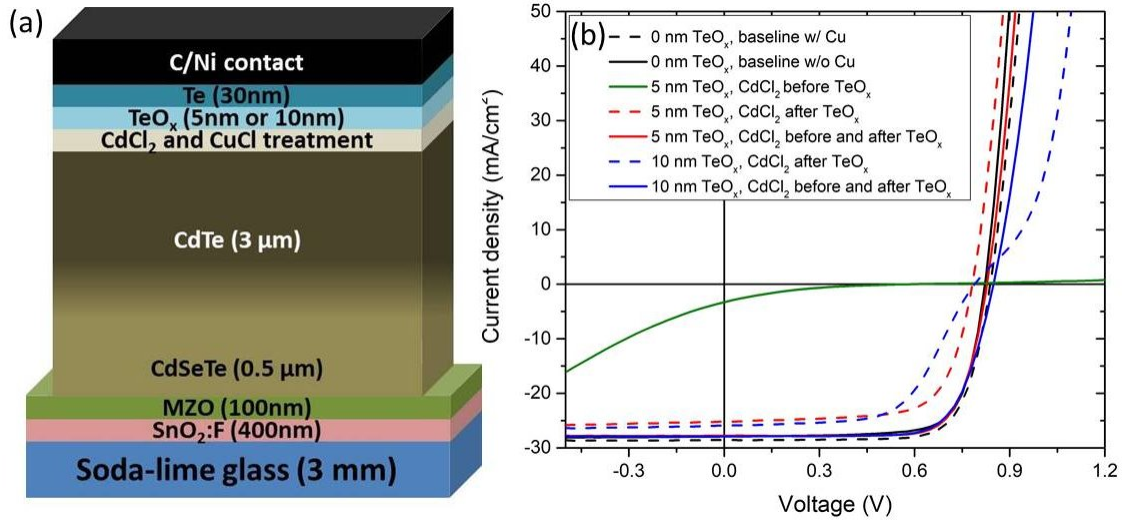 (a)
C/Ni contact
Te (30nm)
TeOₓ (5nm or 10nm)
CdCl₂ and CuCl treatment
CdTe (3 μm)
CdSeTe (0.5 μm)
MZO (100nm)
SnO₂:F (400nm)
Soda-lime glass (3 mm)
(b)
0 nm TeOₓ, baseline w/ Cu
0 nm TeOₓ, baseline w/o Cu
5 nm TeOₓ, CdCl₂ before TeOₓ
5 nm TeOₓ, CdCl₂ after TeOₓ
5 nm TeOₓ, CdCl₂ before and after TeOₓ
10 nm TeOₓ, CdCl₂ after TeOₓ
10 nm TeOₓ, CdCl₂ before and after TeOₓ
Current density (mA/cm²)
50
40
30
20
10
0
-10
-20
-30
-0.3
0.0
0.3
0.6
0.9
1.2
Voltage (V)